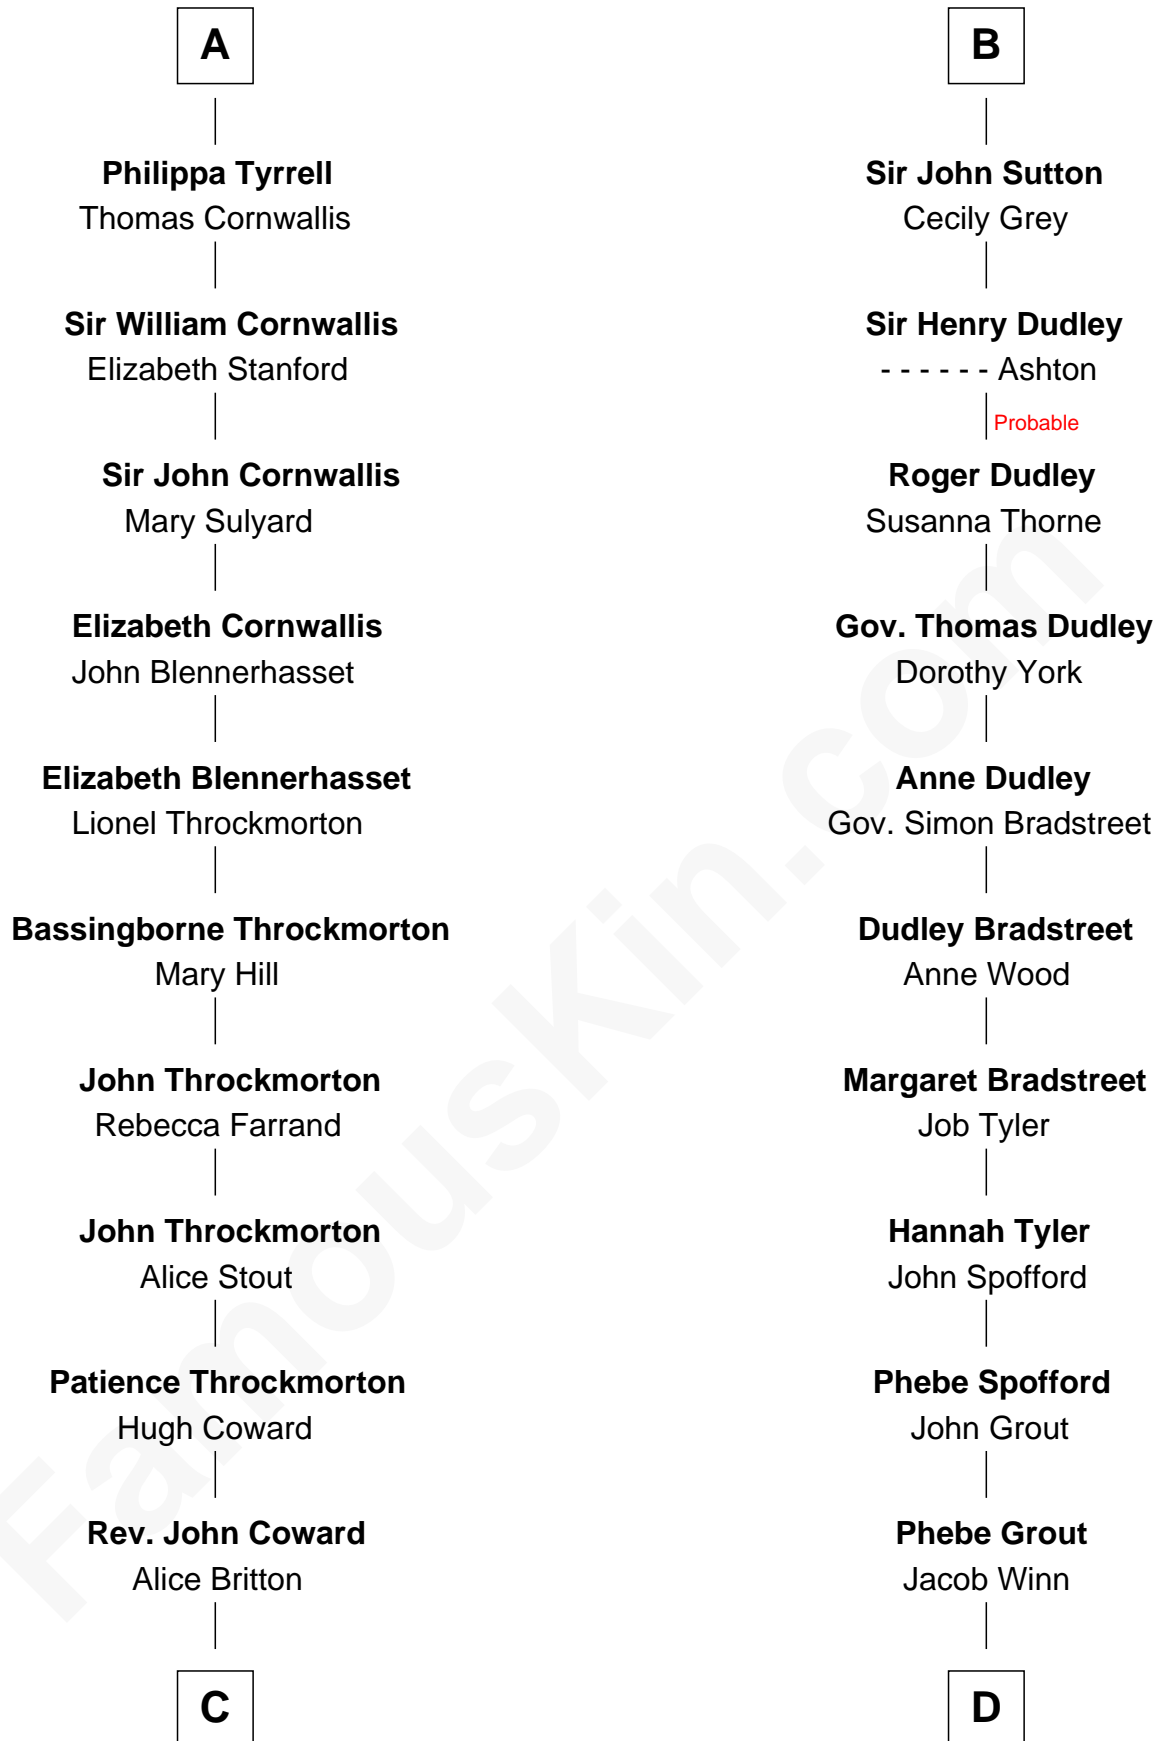 A
Philippa Tyrrell
Thomas Cornwallis
Sir William Cornwallis
Elizabeth Stanford
Sir John Cornwallis
Mary Sulyard
Elizabeth Cornwallis
John Blennerhasset
Elizabeth Blennerhasset
Lionel Throckmorton
Bassingborne Throckmorton
Mary Hill
John Throckmorton
Rebecca Farrand
John Throckmorton
Alice Stout
Patience Throckmorton
Hugh Coward
Rev. John Coward
Alice Britton
C
B
Sir John Sutton
Cecily Grey
Sir Henry Dudley
- - - - - - Ashton
Probable
Roger Dudley
Susanna Thorne
Gov. Thomas Dudley
Dorothy York
Anne Dudley
Gov. Simon Bradstreet
Dudley Bradstreet
Anne Wood
Margaret Bradstreet
Job Tyler
Hannah Tyler
John Spofford
Phebe Spofford
John Grout
Phebe Grout
Jacob Winn
D
FamousKin.com